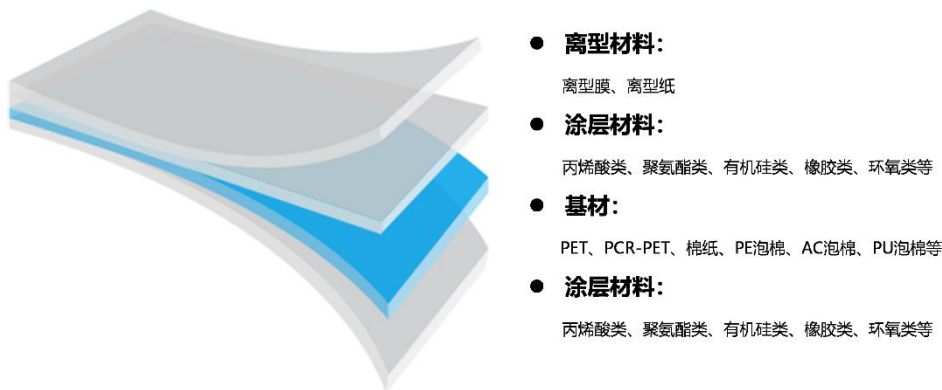 ● 离型材料：
离型膜、离型纸
● 涂层材料：
丙烯酸类、聚氨酯类、有机硅类、橡胶类、环氧类等
● 基材：
PET、PCR-PET、棉纸、PE泡棉、AC泡棉、PU泡棉等
● 涂层材料：
丙烯酸类、聚氨酯类、有机硅类、橡胶类、环氧类等